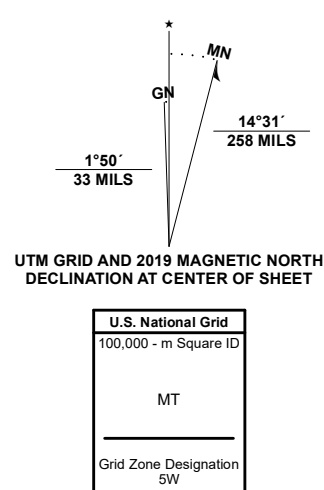 ★
MN
GN
14°31´
258 MILS
1°50´
33 MILS
UTM GRID AND 2019 MAGNETIC NORTH
DECLINATION AT CENTER OF SHEET
U.S. National Grid
100,000 - m Square ID
MT
Grid Zone Designation
5W